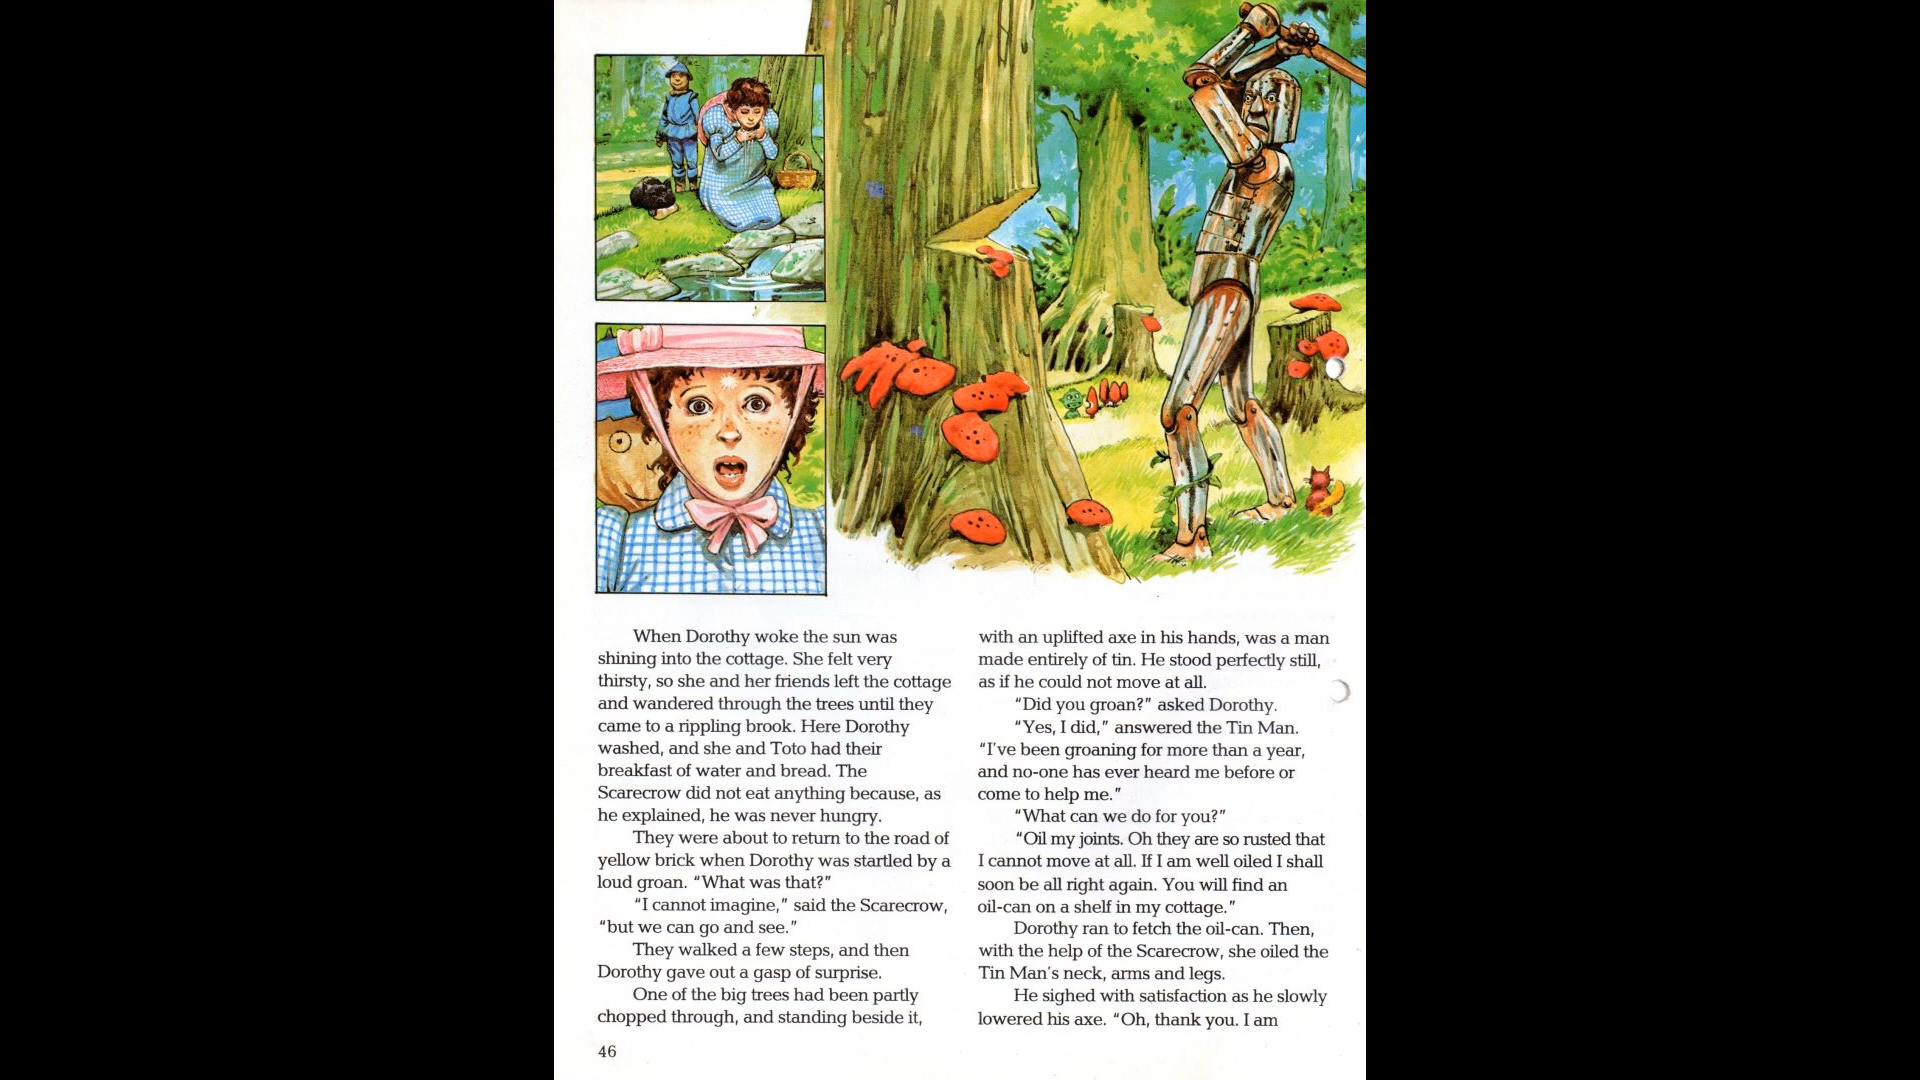 When Dorothy woke the sun was
shining into the cottage. She felt very
thirsty, so she and her friends left the cottage
and wandered through the trees until they
came to a rippling brook. Here Dorothy
washed, and she and Toto had their
breakfast of water and bread. The
Scarecrow did not eat anything because, as
he explained, he was never hungry.
They were about to return to the road of
yellow brick when Dorothy was startled by a
loud groan. “What was that?”
“I cannot imagine,” said the Scarecrow,
“but we can go and see.”
They walked a few steps, and then
Dorothy gave out a gasp of surprise.
One of the big trees had been partly
chopped through, and standing beside it,
with an uplifted axe in his hands, was a man
made entirely of tin. He stood perfectly still,
as if he could not move at all.
“Did you groan?” asked Dorothy.
“Yes, I did,” answered the Tin Man.
“I’ve been groaning for more than a year,
and no-one has ever heard me before or
come to help me.”
“What can we do for you?”
“Oil my joints. Oh they are so rusted that
I cannot move at all. If I am well oiled I shall
soon be all right again. You will find an
oil-can on a shelf in my cottage.”
Dorothy ran to fetch the oil-can. Then,
with the help of the Scarecrow, she oiled the
Tin Man’s neck, arms and legs.
He sighed with satisfaction as he slowly
lowered his axe. “Oh, thank you. I am
46